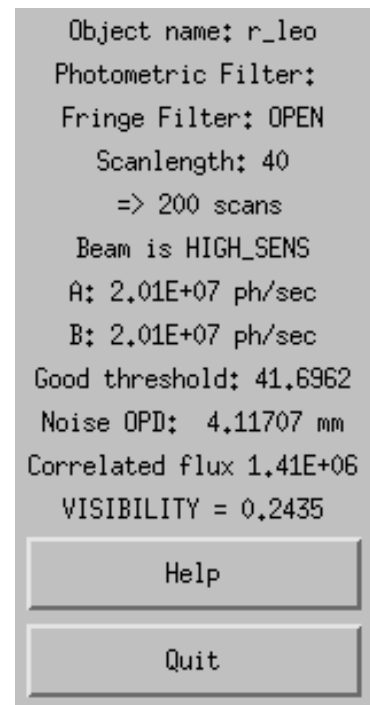 Object name: r_leo
Photometric Filter:
Fringe Filter: OPEN
Scanlength: 40
=> 200 scans
Beam is HIGH_SENS
A: 2.01E+07 ph/sec
B: 2.01E+07 ph/sec
Good threshold: 41.6962
Noise OPD:  4.11707 mm
Correlated flux 1.41E+06
VISIBILITY = 0.2435
Help
Quit